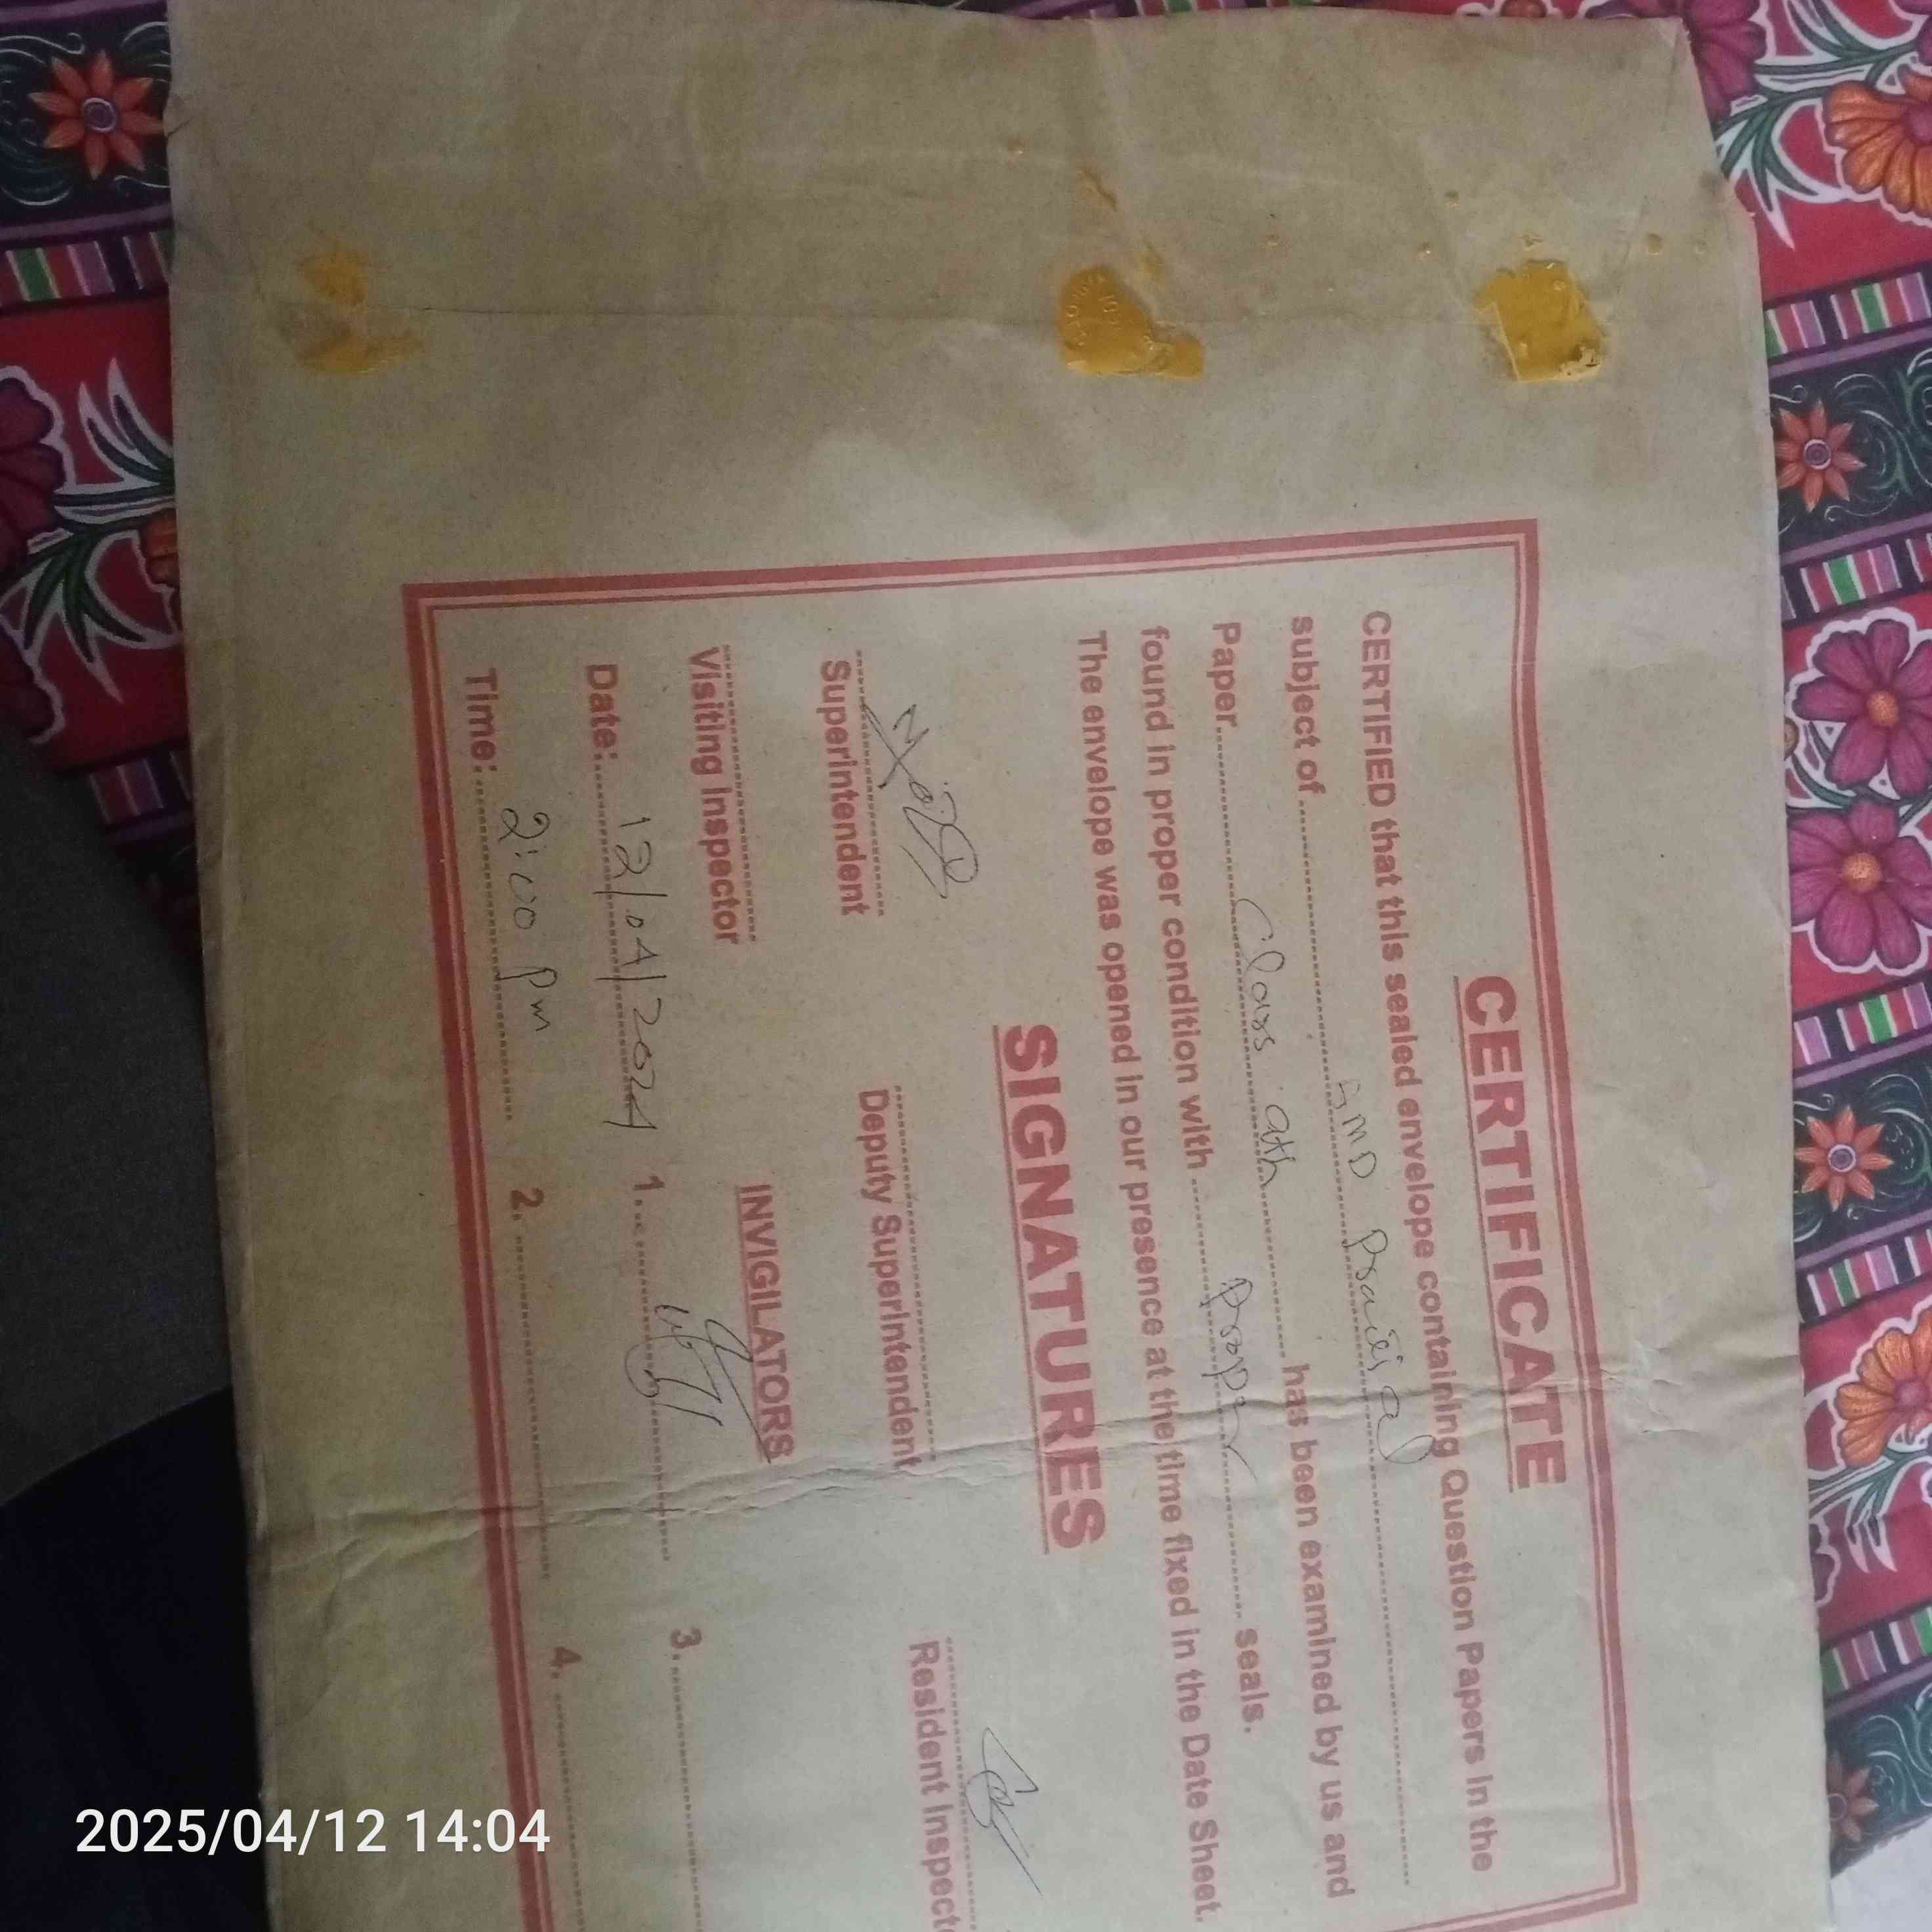 CERTIFICATE
CERTIFIED that this sealed envelope containing Question Papers in the
subject of
Paper Class 9th has been examined by us and
found in proper condition with proper seals.
The envelope was opened in our presence at the time fixed in the Date Sheet.
SIGNATURES
Superintendent Deputy Superintendent Resident Inspect
Visiting Inspector INVIGILATORS
Date: 12/04/2024 1. 3.
Time: 2:00 pm 2. 4.
2025/04/12 14:04